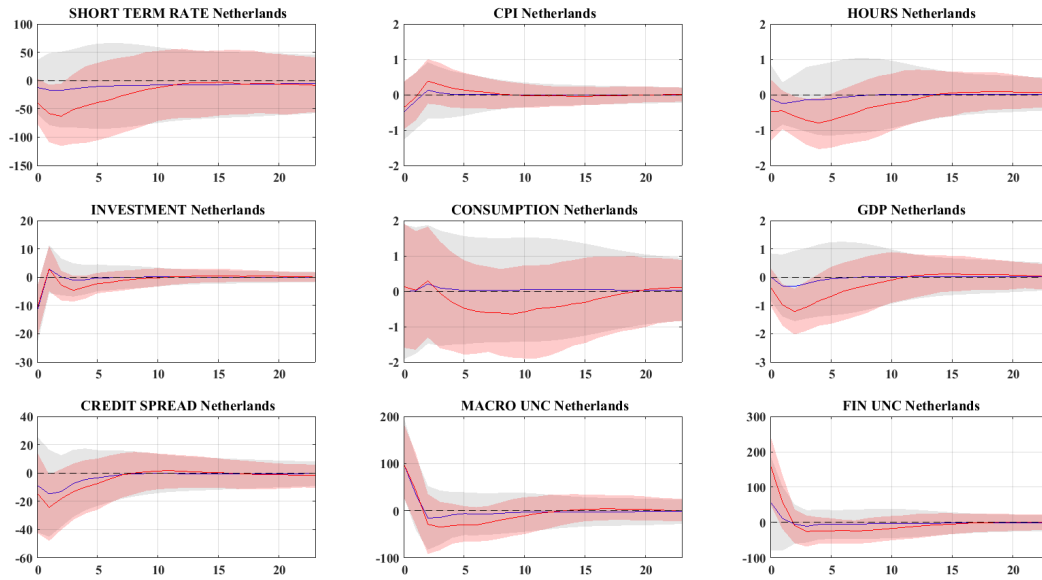 SHORT TERM RATE Netherlands
100
50
0
-50
-100
-150
0 5 10 15 20
CPI Netherlands
2
1
0
-1
-2
0 5 10 15 20
HOURS Netherlands
2
1
0
-1
-2
0 5 10 15 20
INVESTMENT Netherlands
20
10
0
-10
-20
-30
0 5 10 15 20
CONSUMPTION Netherlands
2
1
0
-1
-2
0 5 10 15 20
GDP Netherlands
2
1
0
-1
-2
-3
0 5 10 15 20
CREDIT SPREAD Netherlands
40
20
0
-20
-40
-60
0 5 10 15 20
MACRO UNC Netherlands
200
100
0
-100
0 5 10 15 20
FIN UNC Netherlands
300
200
100
0
-100
0 5 10 15 20